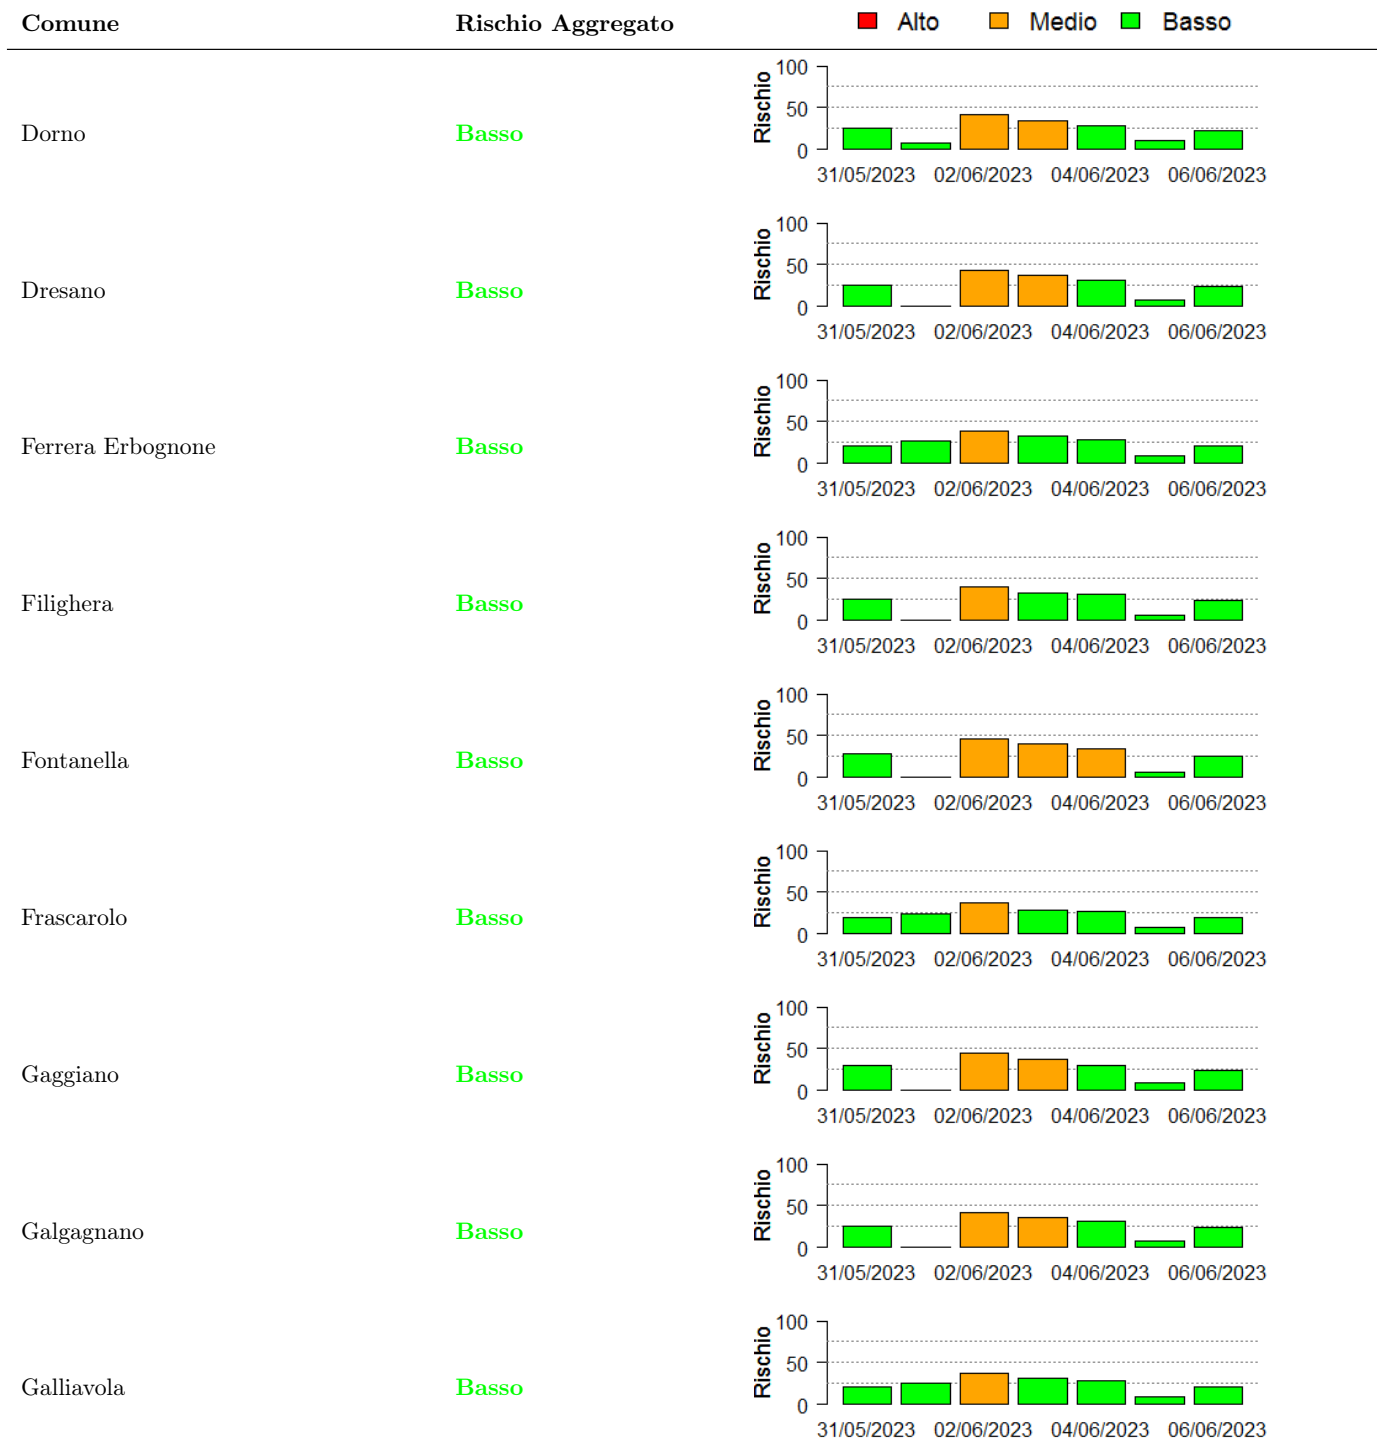 Comune Rischio Aggregato Alto Medio Basso
100
50
0
Rischio
Dorno Basso
31/05/2023 02/06/2023 04/06/2023 06/06/2023
100
50
0
Rischio
Dresano Basso
31/05/2023 02/06/2023 04/06/2023 06/06/2023
100
50
0
Rischio
Ferrera Erbognone Basso
31/05/2023 02/06/2023 04/06/2023 06/06/2023
100
50
0
Rischio
Filighera Basso
31/05/2023 02/06/2023 04/06/2023 06/06/2023
100
50
0
Rischio
Fontanella Basso
31/05/2023 02/06/2023 04/06/2023 06/06/2023
100
50
0
Rischio
Frascarolo Basso
31/05/2023 02/06/2023 04/06/2023 06/06/2023
100
50
0
Rischio
Gaggiano Basso
31/05/2023 02/06/2023 04/06/2023 06/06/2023
100
50
0
Rischio
Galgagnano Basso
31/05/2023 02/06/2023 04/06/2023 06/06/2023
100
50
0
Rischio
Galliavola Basso
31/05/2023 02/06/2023 04/06/2023 06/06/2023